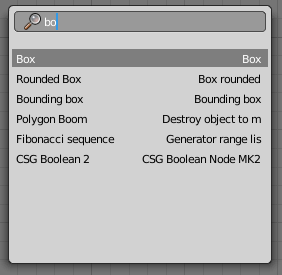 bo
Box Box
Rounded Box Box rounded
Bounding box Bounding box
Polygon Boom Destroy object to m
Fibonacci sequence Generator range lis
CSG Boolean 2 CSG Boolean Node MK2